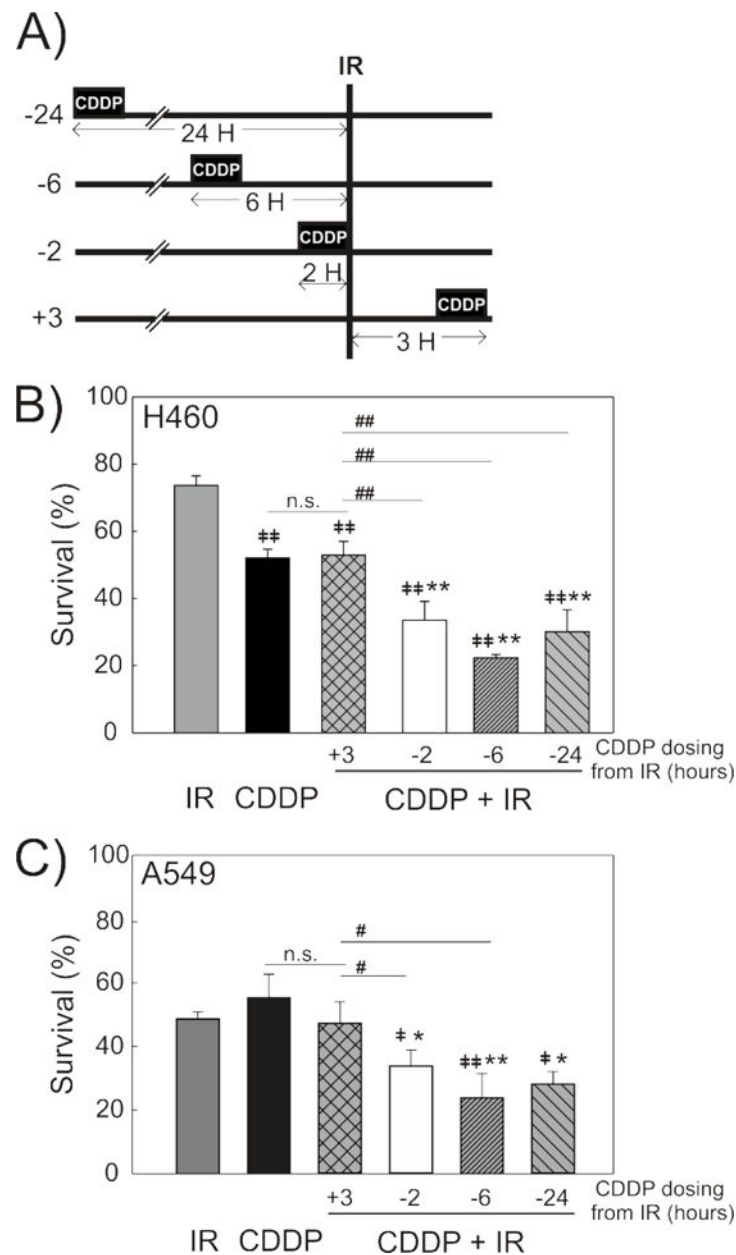 A)
IR
-24
CDDP
24 H
-6
CDDP
6 H
-2
CDDP
2 H
+3
CDDP
3 H
B)
H460
Survival (%)
100
80
60
40
20
0
##
##
##
n.s.
‡‡
‡‡
‡‡**
‡‡**
‡‡**
+3 -2 -6 -24 CDDP dosing
from IR (hours)
IR CDDP CDDP + IR
C)
A549
Survival (%)
100
80
60
40
20
0
#
#
n.s.
‡ *
‡‡**
‡ *
+3 -2 -6 -24 CDDP dosing
from IR (hours)
IR CDDP CDDP + IR